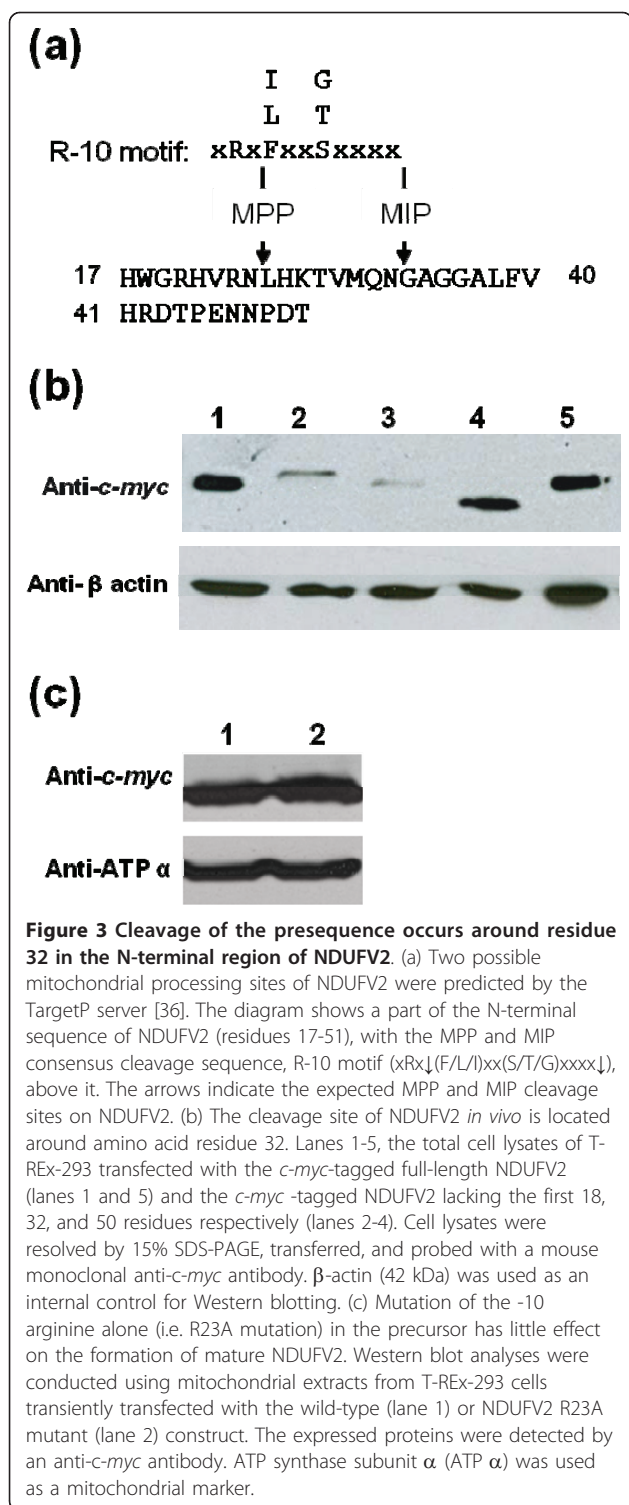 (a)
I G
L T
R-10 motif: xRxFxxSxxxx
MPP MIP
17 HWGRHVRNLHKTVMQNGAGGALFV 40
41 HRDTPENNPDT
(b)
1 2 3 4 5
Anti-c-myc
Anti-β actin
(c)
1 2
Anti-c-myc
Anti-ATP α
Figure 3 Cleavage of the presequence occurs around residue
32 in the N-terminal region of NDUFV2. (a) Two possible
mitochondrial processing sites of NDUFV2 were predicted by the
TargetP server [36]. The diagram shows a part of the N-terminal
sequence of NDUFV2 (residues 17-51), with the MPP and MIP
consensus cleavage sequence, R-10 motif (xRx↓(F/L/I)xx(S/T/G)xxxx↓),
above it. The arrows indicate the expected MPP and MIP cleavage
sites on NDUFV2. (b) The cleavage site of NDUFV2 in vivo is located
around amino acid residue 32. Lanes 1-5, the total cell lysates of T-
REx-293 transfected with the c-myc-tagged full-length NDUFV2
(lanes 1 and 5) and the c-myc -tagged NDUFV2 lacking the first 18,
32, and 50 residues respectively (lanes 2-4). Cell lysates were
resolved by 15% SDS-PAGE, transferred, and probed with a mouse
monoclonal anti-c-myc antibody. β-actin (42 kDa) was used as an
internal control for Western blotting. (c) Mutation of the -10
arginine alone (i.e. R23A mutation) in the precursor has little effect
on the formation of mature NDUFV2. Western blot analyses were
conducted using mitochondrial extracts from T-REx-293 cells
transiently transfected with the wild-type (lane 1) or NDUFV2 R23A
mutant (lane 2) construct. The expressed proteins were detected by
an anti-c-myc antibody. ATP synthase subunit α (ATP α) was used
as a mitochondrial marker.